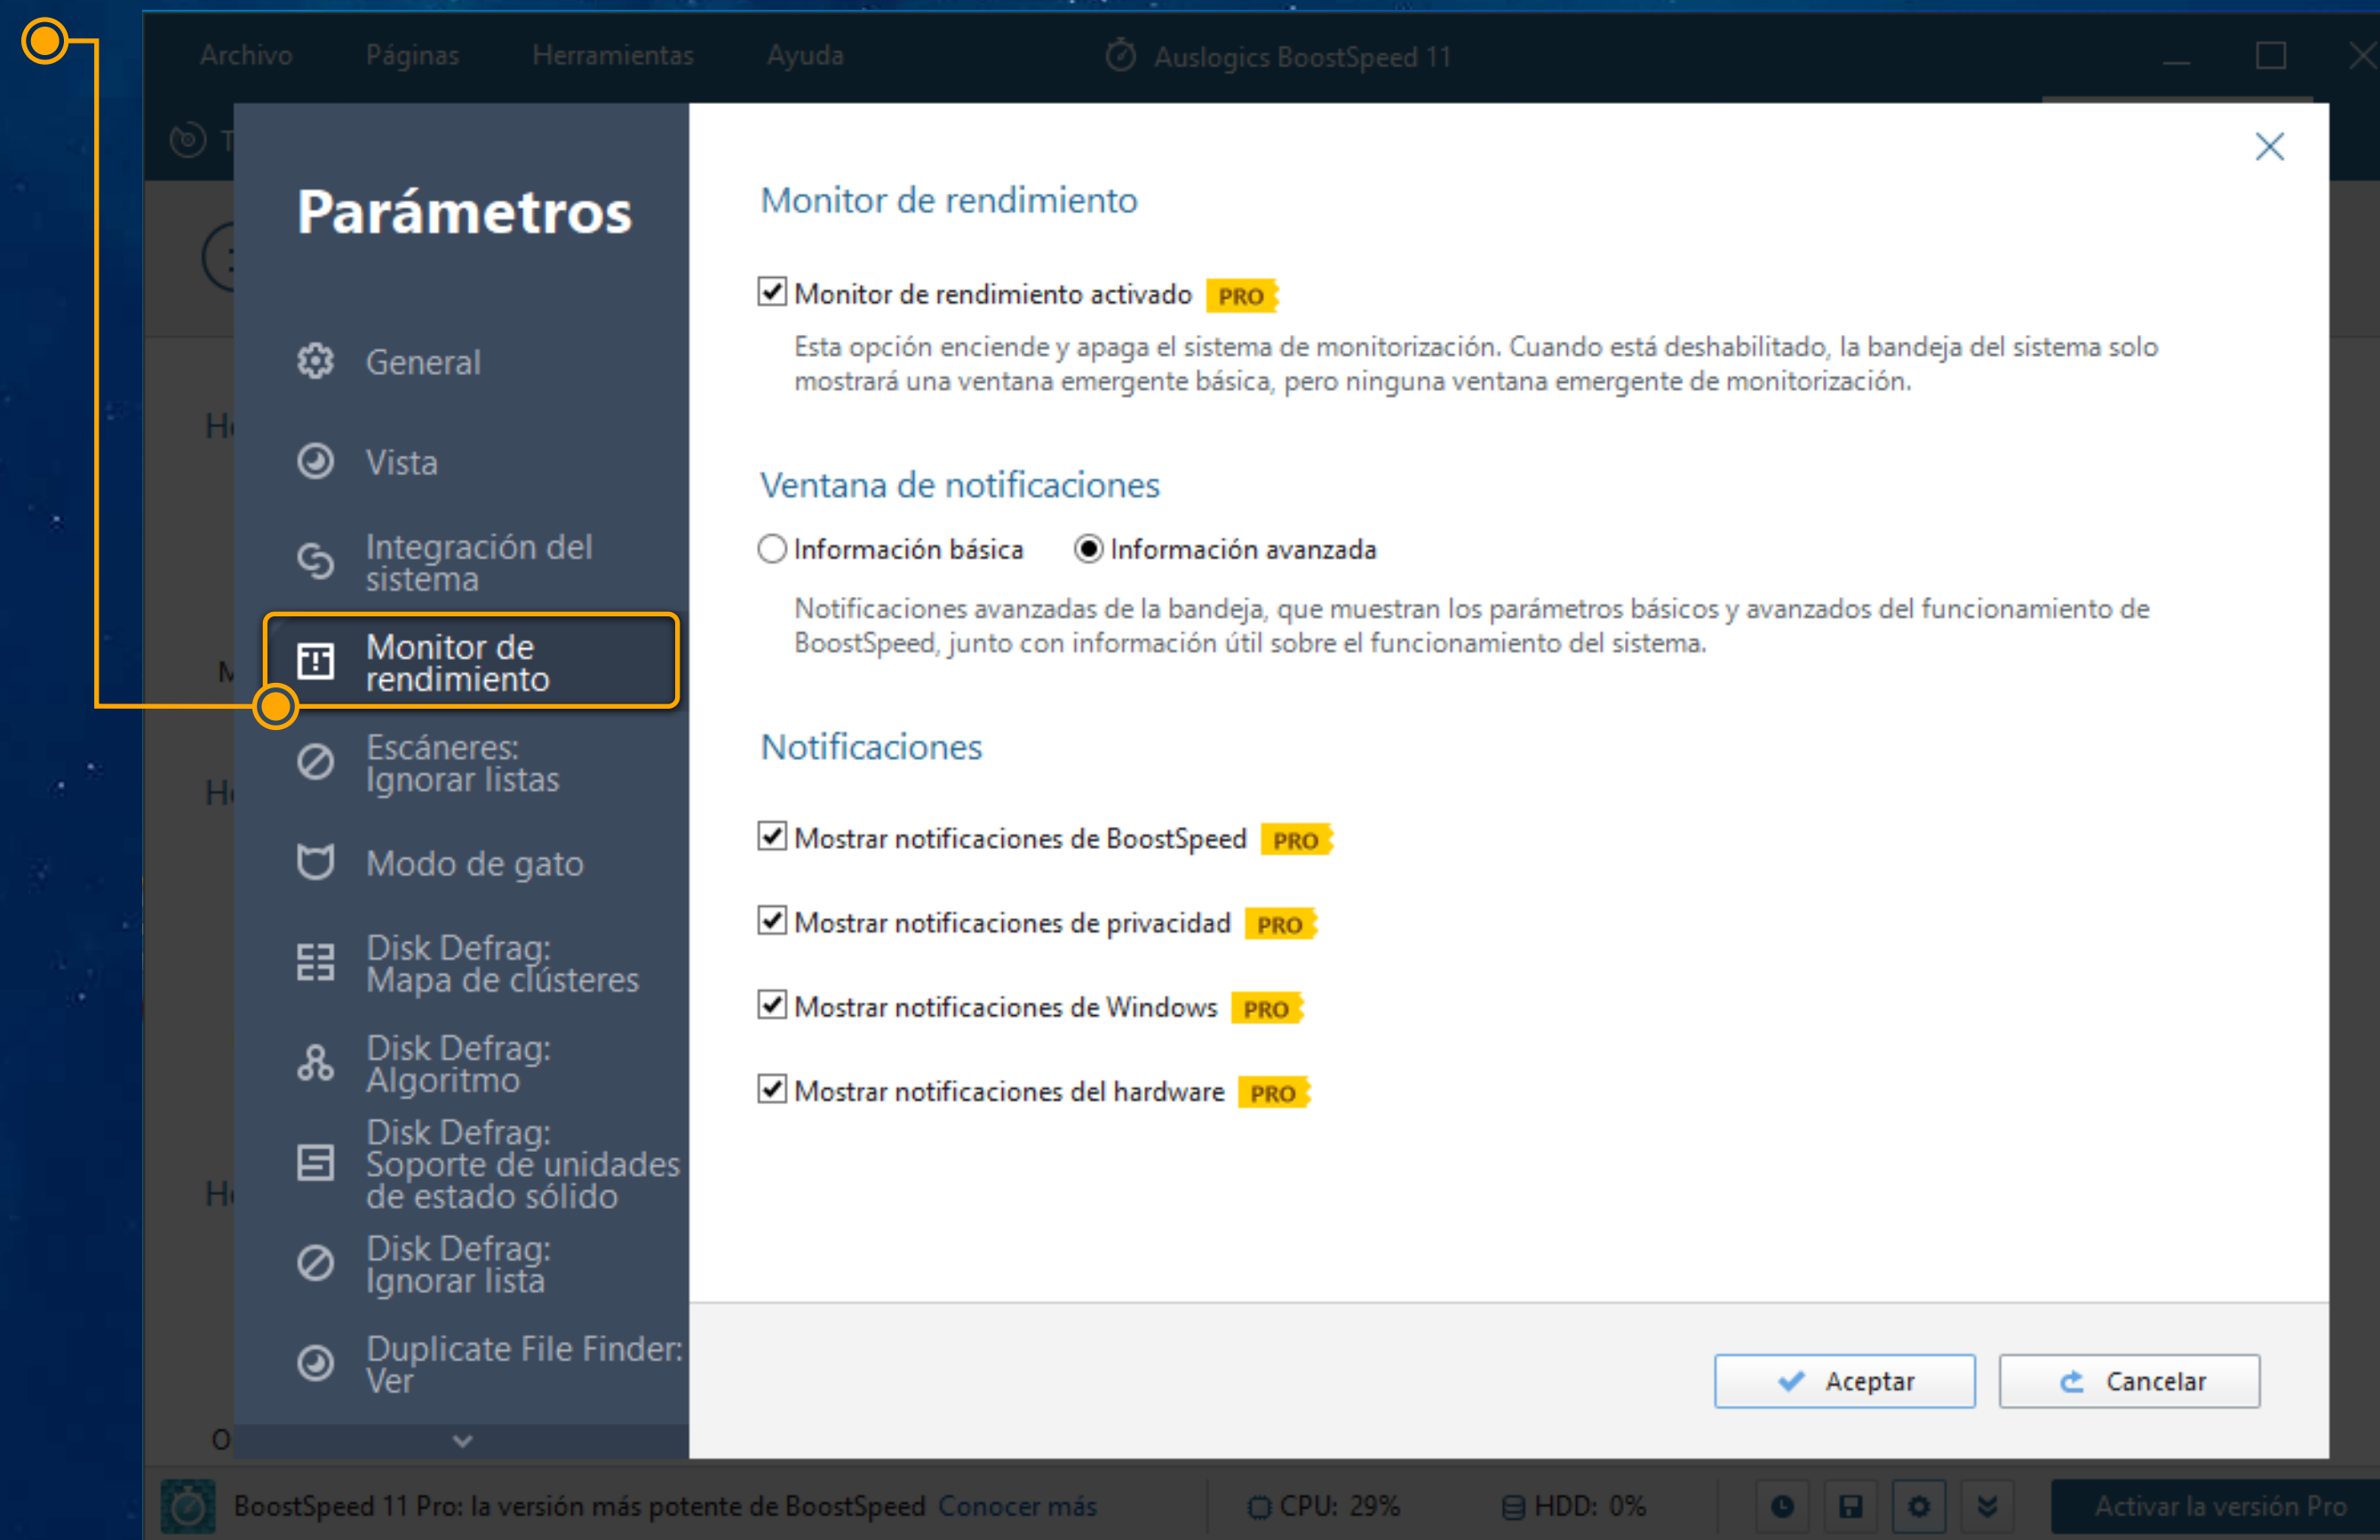 Archivo Páginas Herramientas Ayuda Auslogics BoostSpeed 11
Parámetros
General
Vista
Integración del
sistema
Monitor de
rendimiento
Escáneres:
Ignorar listas
Modo de gato
Disk Defrag:
Mapa de clústeres
Disk Defrag:
Algoritmo
Disk Defrag:
Soporte de unidades
de estado sólido
Disk Defrag:
Ignorar lista
Duplicate File Finder:
Ver
Monitor de rendimiento
Monitor de rendimiento activado PRO
Esta opción enciende y apaga el sistema de monitorización. Cuando está deshabilitado, la bandeja del sistema solo
mostrará una ventana emergente básica, pero ninguna ventana emergente de monitorización.
Ventana de notificaciones
Información básica Información avanzada
Notificaciones avanzadas de la bandeja, que muestran los parámetros básicos y avanzados del funcionamiento de
BoostSpeed, junto con información útil sobre el funcionamiento del sistema.
Notificaciones
Mostrar notificaciones de BoostSpeed PRO
Mostrar notificaciones de privacidad PRO
Mostrar notificaciones de Windows PRO
Mostrar notificaciones del hardware PRO
Aceptar Cancelar
BoostSpeed 11 Pro: la versión más potente de BoostSpeed Conocer más CPU: 29% HDD: 0% Activar la versión Pro